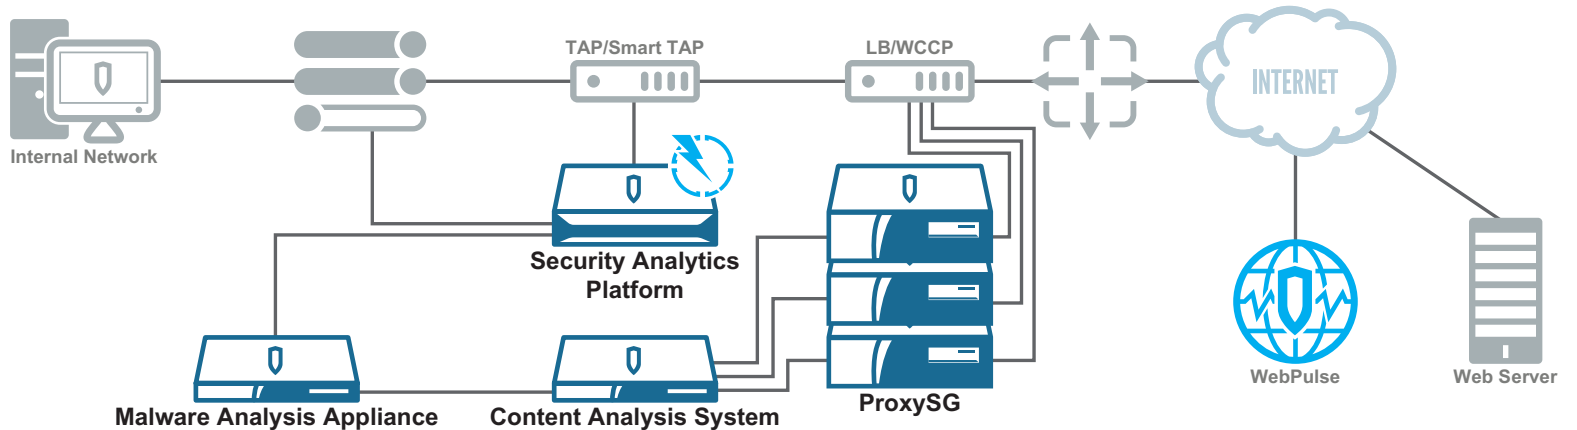 TAP/Smart TAP
LB/WCCP
INTERNET
Internal Network
Security Analytics
Platform
WebPulse
Web Server
Malware Analysis Appliance
Content Analysis System
ProxySG